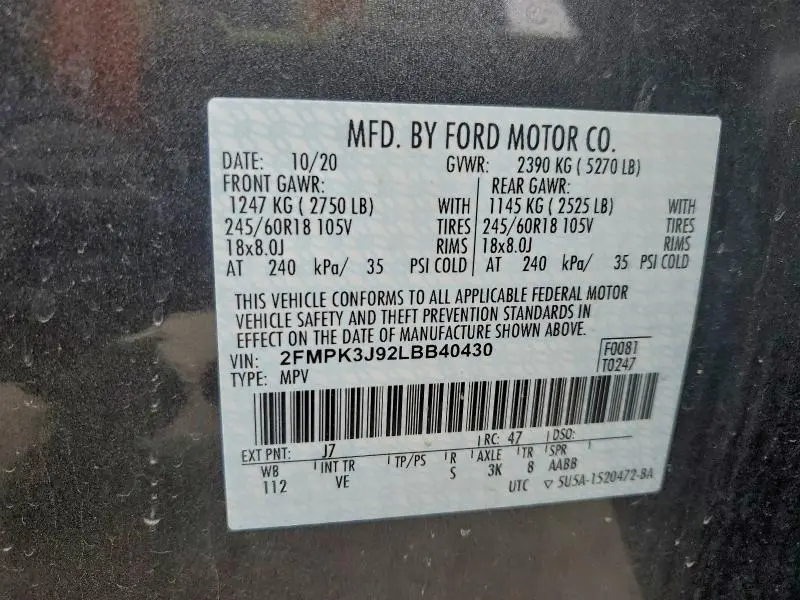 MFD. BY FORD MOTOR CO.
DATE: 10/20 GVWR: 2390 KG ( 5270 LB)
FRONT GAWR: REAR GAWR:
1247 KG ( 2750 LB) WITH 1145 KG ( 2525 LB) WITH
245/60R18 105V TIRES 245/60R18 105V TIRES
18x8.0J RIMS 18x8.0J RIMS
AT 240 kPa/ 35 PSI COLD AT 240 kPa/ 35 PSI COLD
THIS VEHICLE CONFORMS TO ALL APPLICABLE FEDERAL MOTOR
VEHICLE SAFETY AND THEFT PREVENTION STANDARDS IN
EFFECT ON THE DATE OF MANUFACTURE SHOWN ABOVE.
VIN: 2FMPK3J92LBB40430 F0081
TYPE: MPV T0247
EXT PNT: J7 RC: 47 DSO:
WB INT TR TP/PS R AXLE TR SPR
112 VE S 3K 8 AABB
UTC ▽ 5U5A-1520472-BA